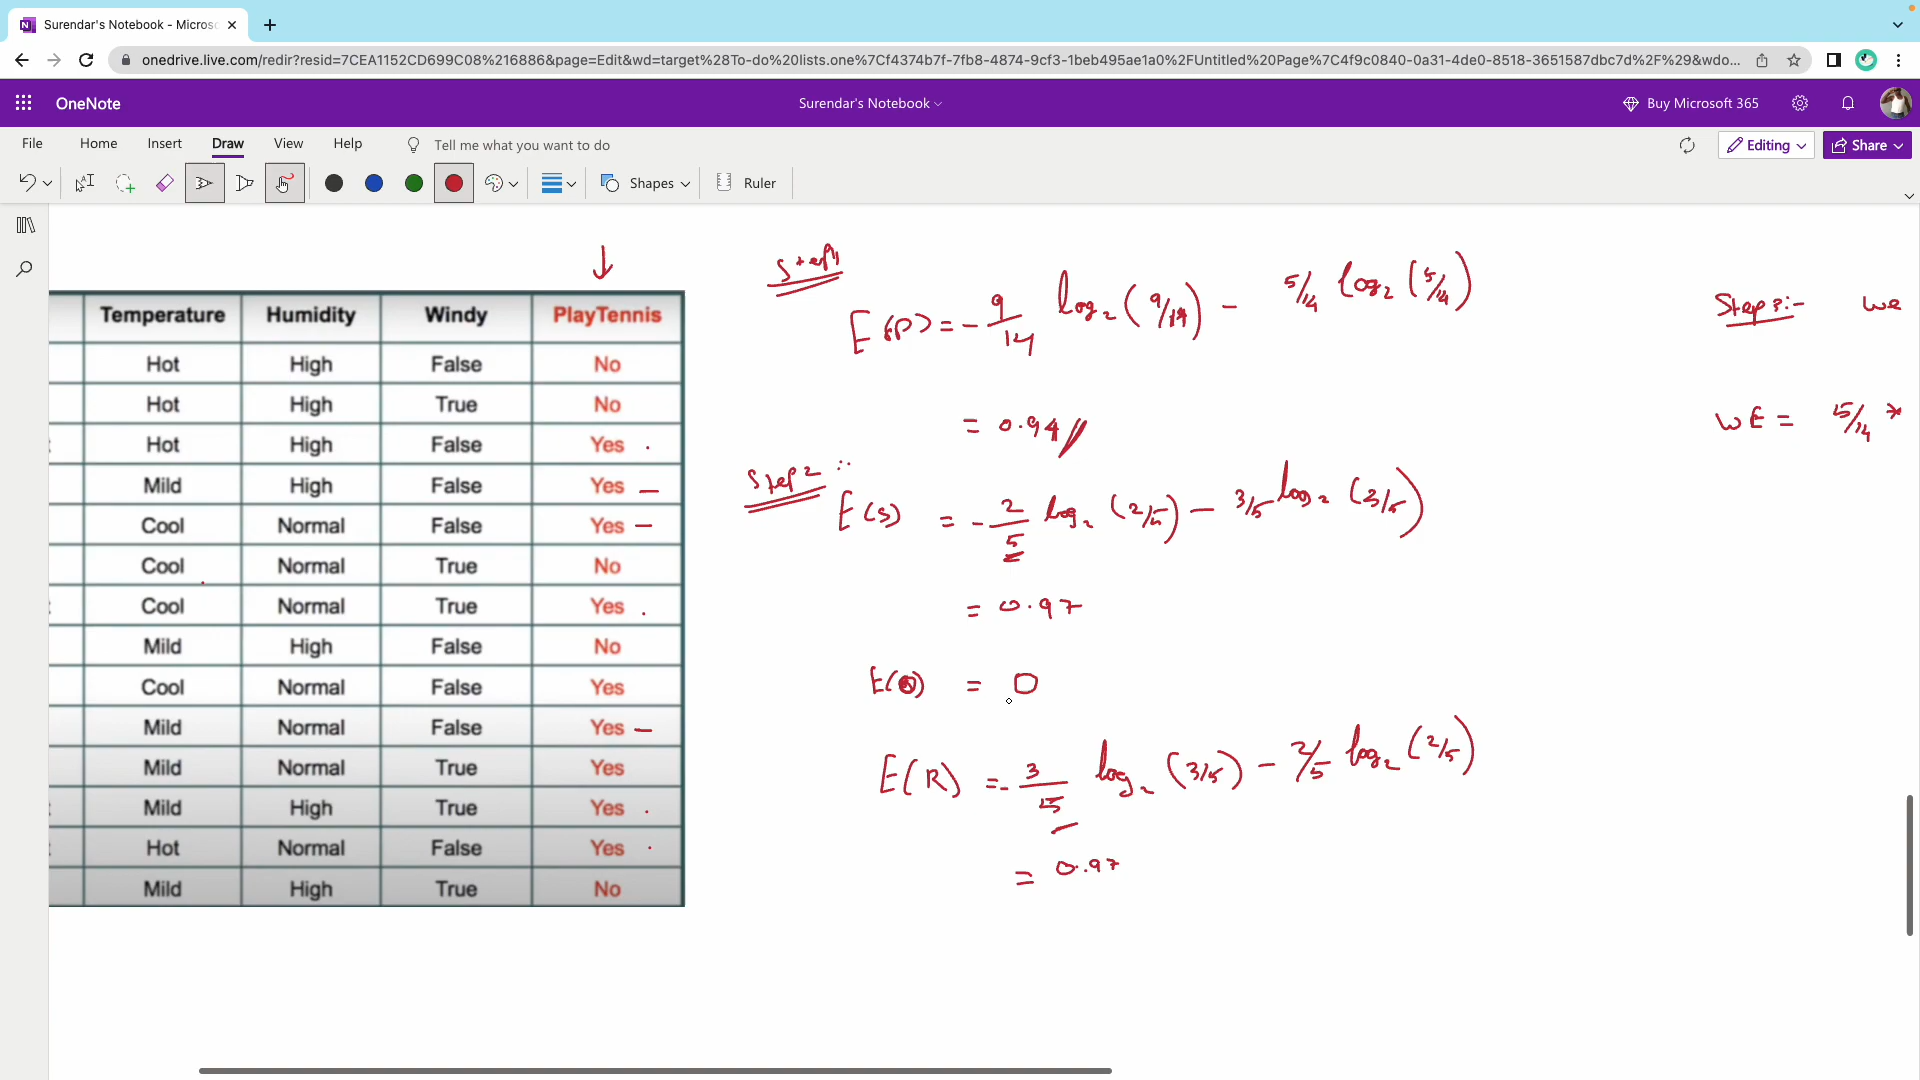 Surendar's Notebook - Micros
onedrive.live.com/redir?resid=7CEA1152CD699C08%216886&page=Edit&wd=target%28To-do%20lists.one%7Cf4374b7f-7fb8-4874-9cf3-1beb495ae1a0%2FUntitled%20Page%7C4f9c0840-0a31-4de0-8518-3651587dbc7d%2F%29&wdo...
OneNote
Surendar's Notebook
Buy Microsoft 365
File Home Insert Draw View Help Tell me what you want to do
Editing
Share
Shapes
Ruler
Temperature Humidity Windy PlayTennis
Hot High False No
Hot High True No
Hot High False Yes
Mild High False Yes
Cool Normal False Yes
Cool Normal True No
Cool Normal True Yes
Mild High False No
Cool Normal False Yes
Mild Normal False Yes
Mild Normal True Yes
Mild High True Yes
Hot Normal False Yes
Mild High True No
Step 1
E(P) = - 9/14 log₂ (9/14) - 5/14 log₂ (5/14)
= 0.94
Step 2 :
E(S) = - 2/5 log₂ (2/5) - 3/5 log₂ (3/5)
= 0.97
E(O) = 0
E(R) = - 3/5 log₂ (3/5) - 2/5 log₂ (2/5)
= 0.97
Step 3:- we
WE = 5/14 *